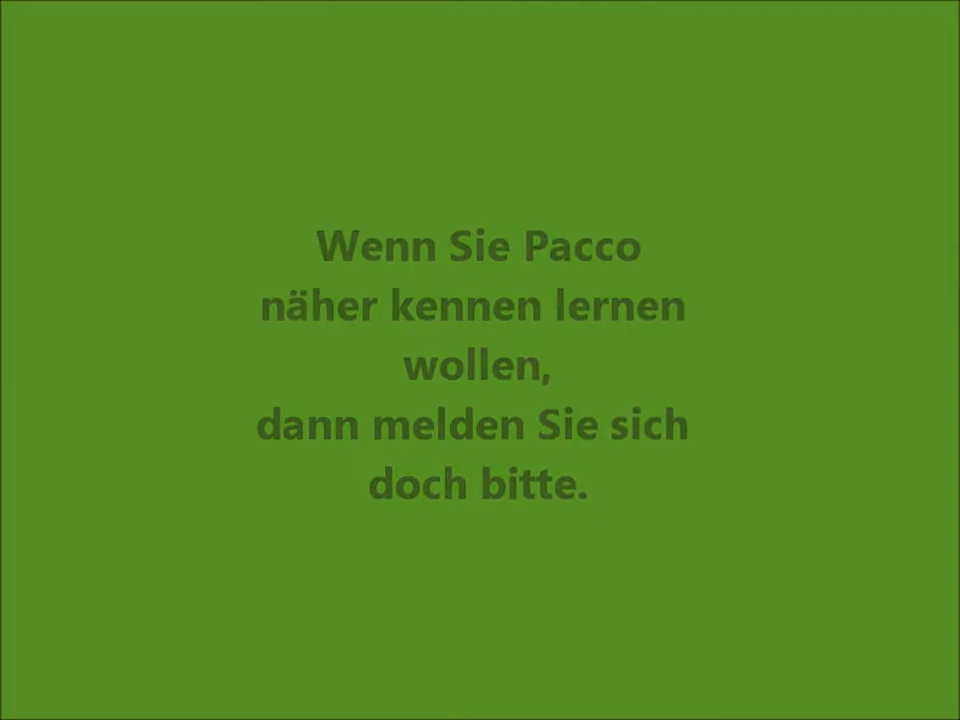 Wenn Sie Pacco
näher kennen lernen
wollen,
dann melden Sie sich
doch bitte.